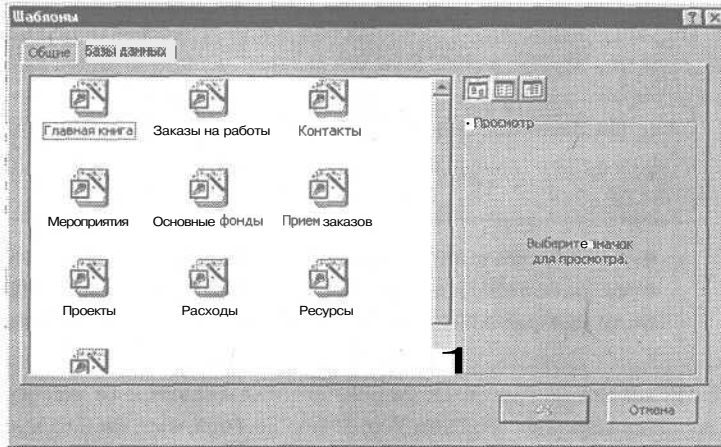 Шаблоны
Общие Базы данных
Главная книга Заказы на работы Контакты
Просмотр
Мероприятия Основные фонды Прием заказов
Выберите значок
для просмотра.
Проекты Расходы Ресурсы
1
OK Отмена